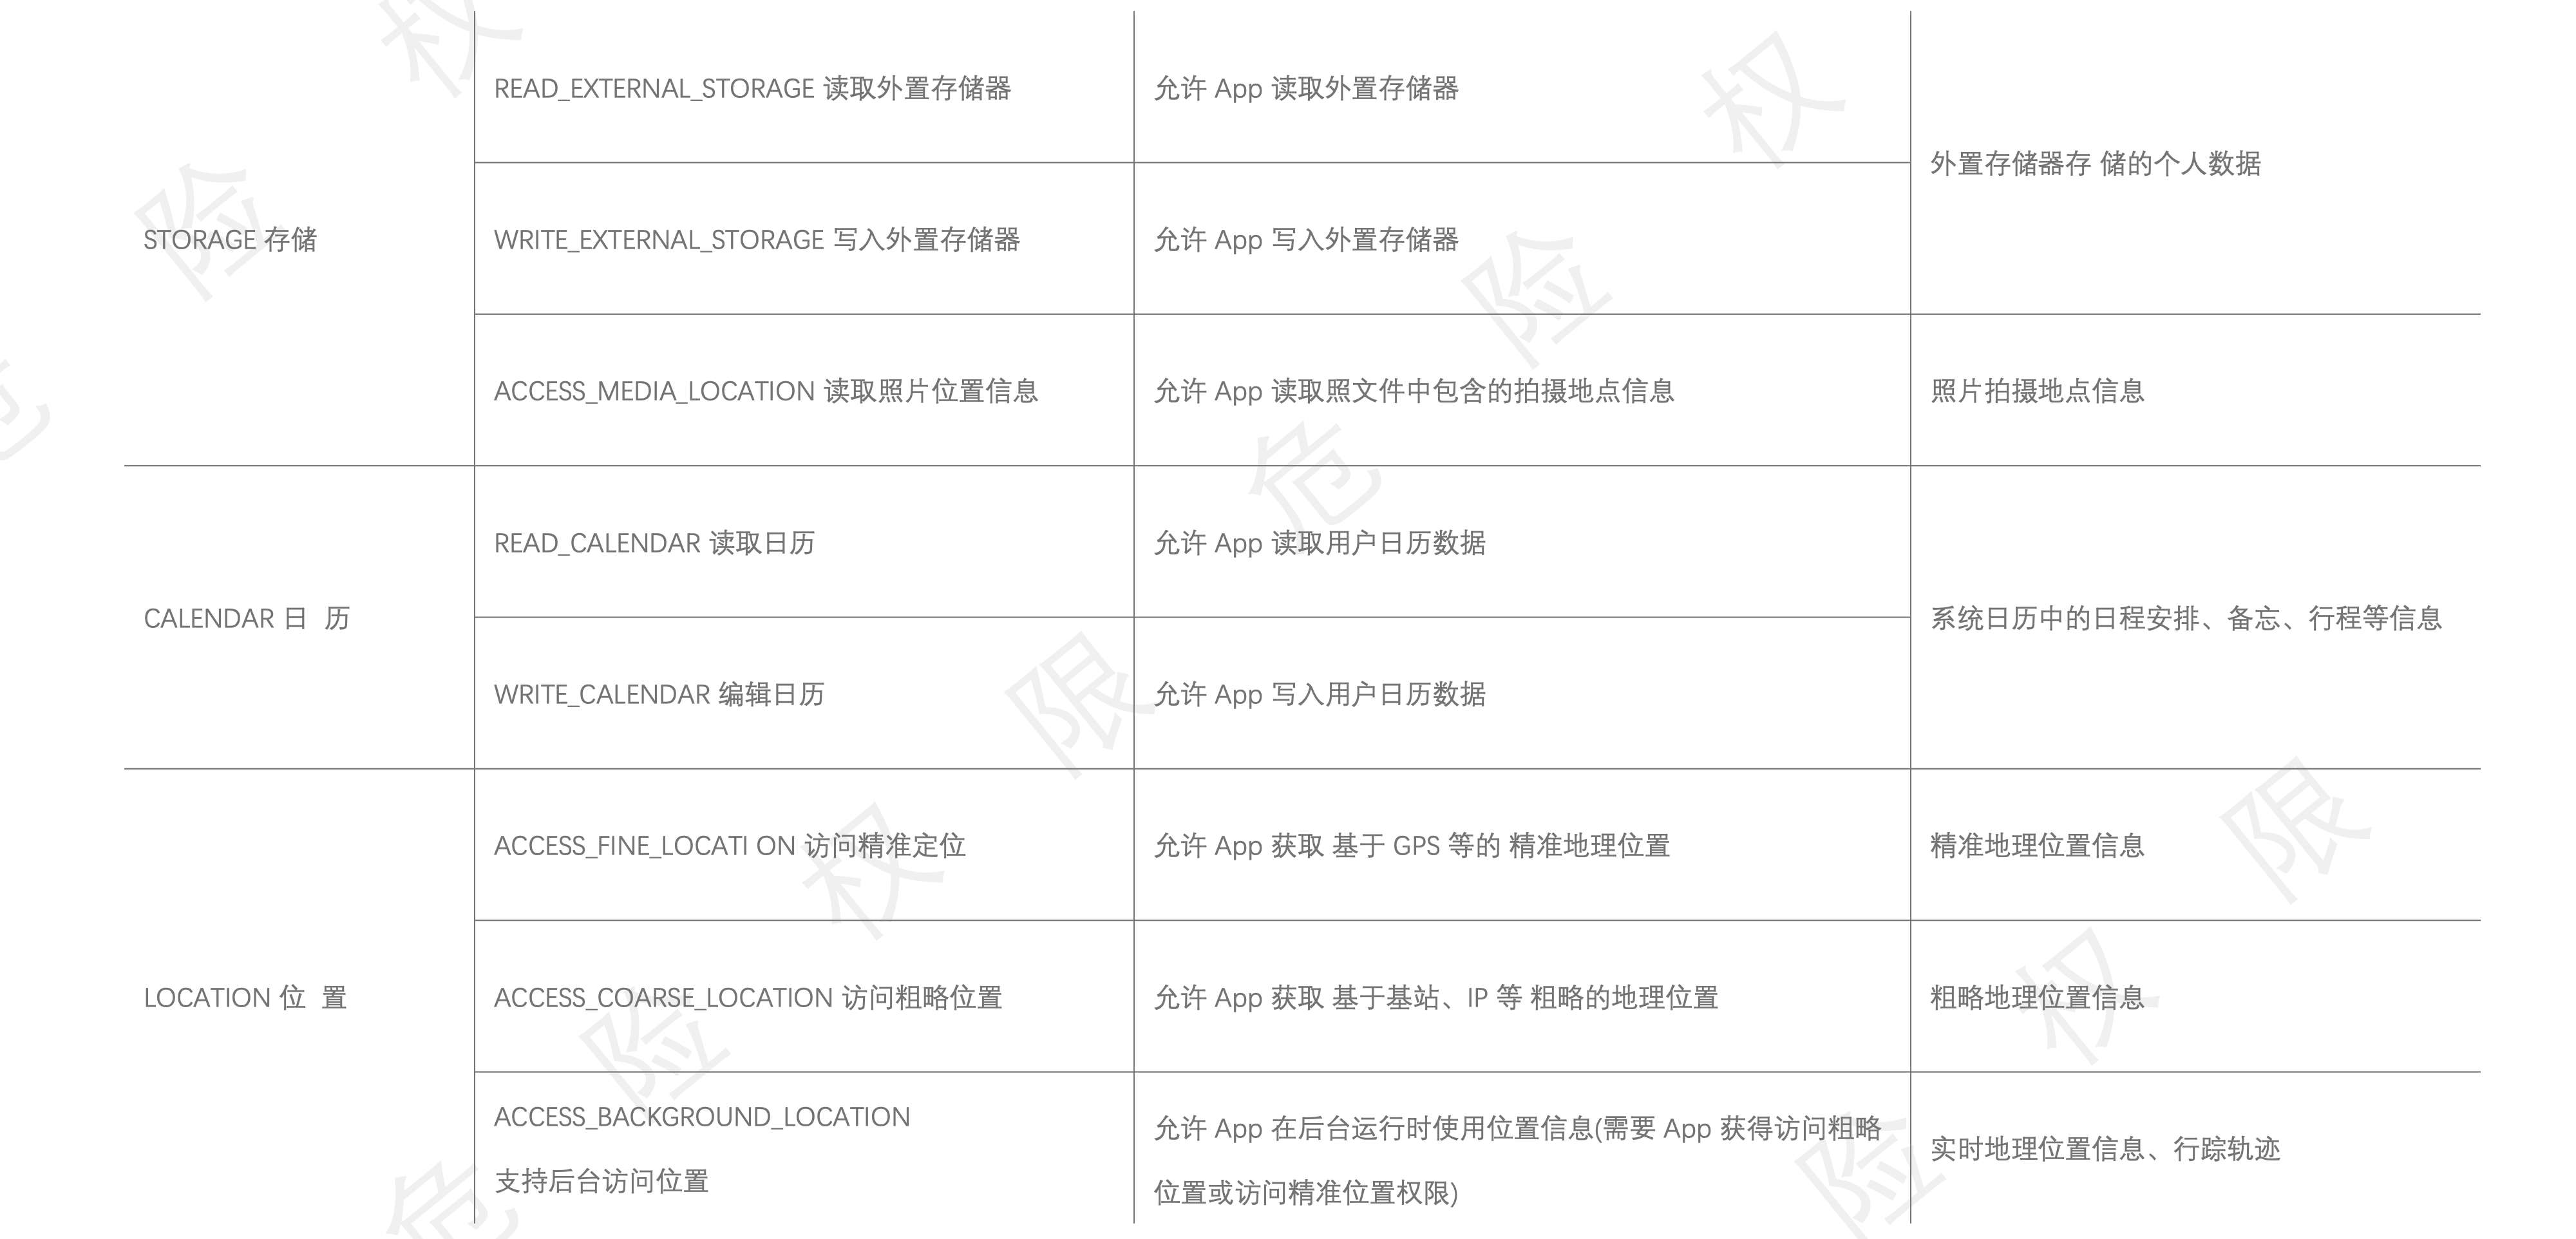 READ_EXTERNAL_STORAGE 读取外置存储器
允许 App 读取外置存储器
外置存储器存 储的个人数据
STORAGE 存储
WRITE_EXTERNAL_STORAGE 写入外置存储器
允许 App 写入外置存储器
ACCESS_MEDIA_LOCATION 读取照片位置信息
允许 App 读取照文件中包含的拍摄地点信息
照片拍摄地点信息
CALENDAR 日 历
READ_CALENDAR 读取日历
允许 App 读取用户日历数据
系统日历中的日程安排、备忘、行程等信息
WRITE_CALENDAR 编辑日历
允许 App 写入用户日历数据
LOCATION 位 置
ACCESS_FINE_LOCATI ON 访问精准定位
允许 App 获取 基于 GPS 等的 精准地理位置
精准地理位置信息
ACCESS_COARSE_LOCATION 访问粗略位置
允许 App 获取 基于基站、IP 等 粗略的地理位置
粗略地理位置信息
ACCESS_BACKGROUND_LOCATION
支持后台访问位置
允许 App 在后台运行时使用位置信息(需要 App 获得访问粗略
位置或访问精准位置权限)
实时地理位置信息、行踪轨迹
危险权
危险权限
危险权
险权限